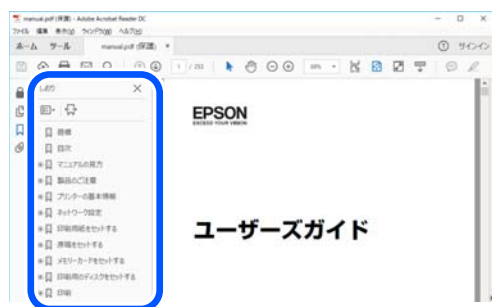 manual.pdf (保護) - Adobe Acrobat Reader DC
ファイル 編集 表示(V) ウィンドウ(W) ヘルプ(H)
ホーム ツール manual.pdf (保護) ×
サインイン
しおり
表紙
目次
マニュアルの見方
製品のご注意
プリンターの基本情報
ネットワーク設定
印刷用紙をセットする
原稿をセットする
メモリーカードをセットする
印刷用のディスクをセットする
印刷
EPSON
EXCEED YOUR VISION
ユーザーズガイド